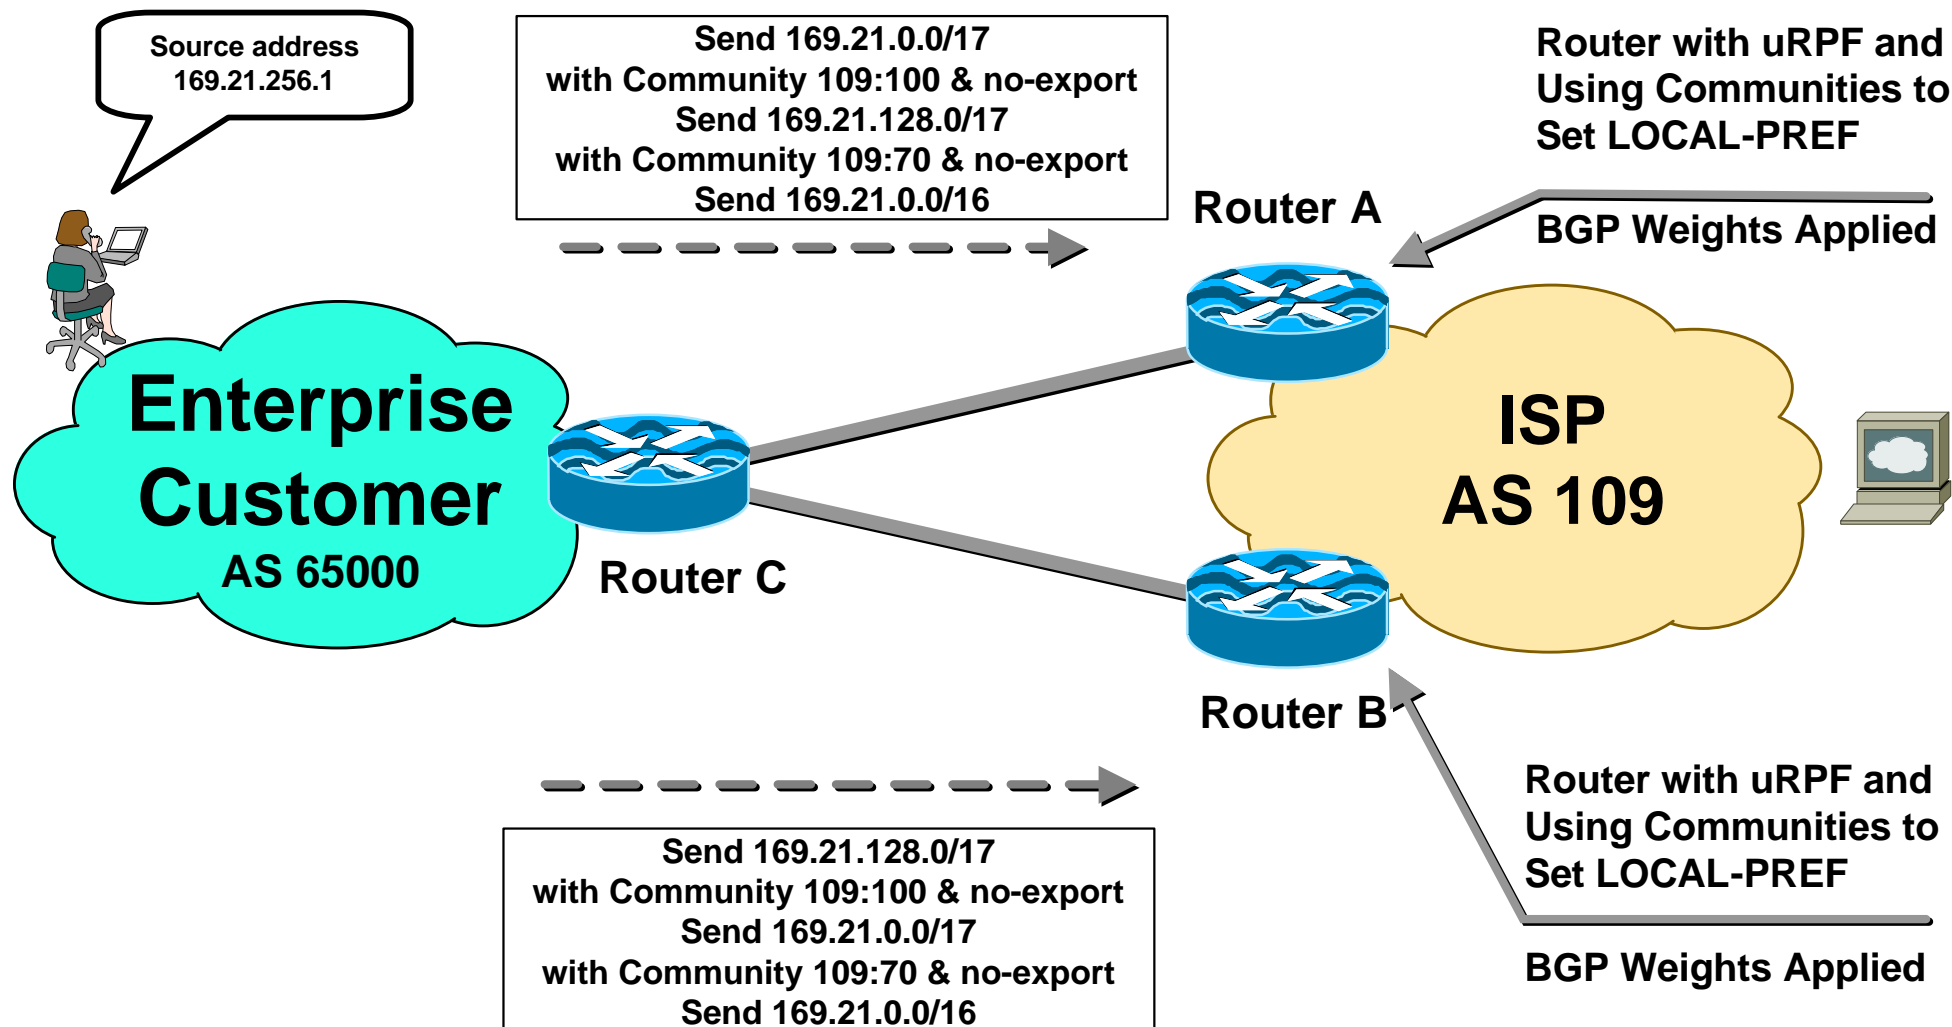 Source address
169.21.256.1
Send 169.21.0.0/17
with Community 109:100 & no-export
Send 169.21.128.0/17
with Community 109:70 & no-export
Send 169.21.0.0/16
Router with uRPF and
Using Communities to
Set LOCAL-PREF
BGP Weights Applied
Router A
Enterprise
Customer
AS 65000
Router C
ISP
AS 109
Router B
Send 169.21.128.0/17
with Community 109:100 & no-export
Send 169.21.0.0/17
with Community 109:70 & no-export
Send 169.21.0.0/16
Router with uRPF and
Using Communities to
Set LOCAL-PREF
BGP Weights Applied